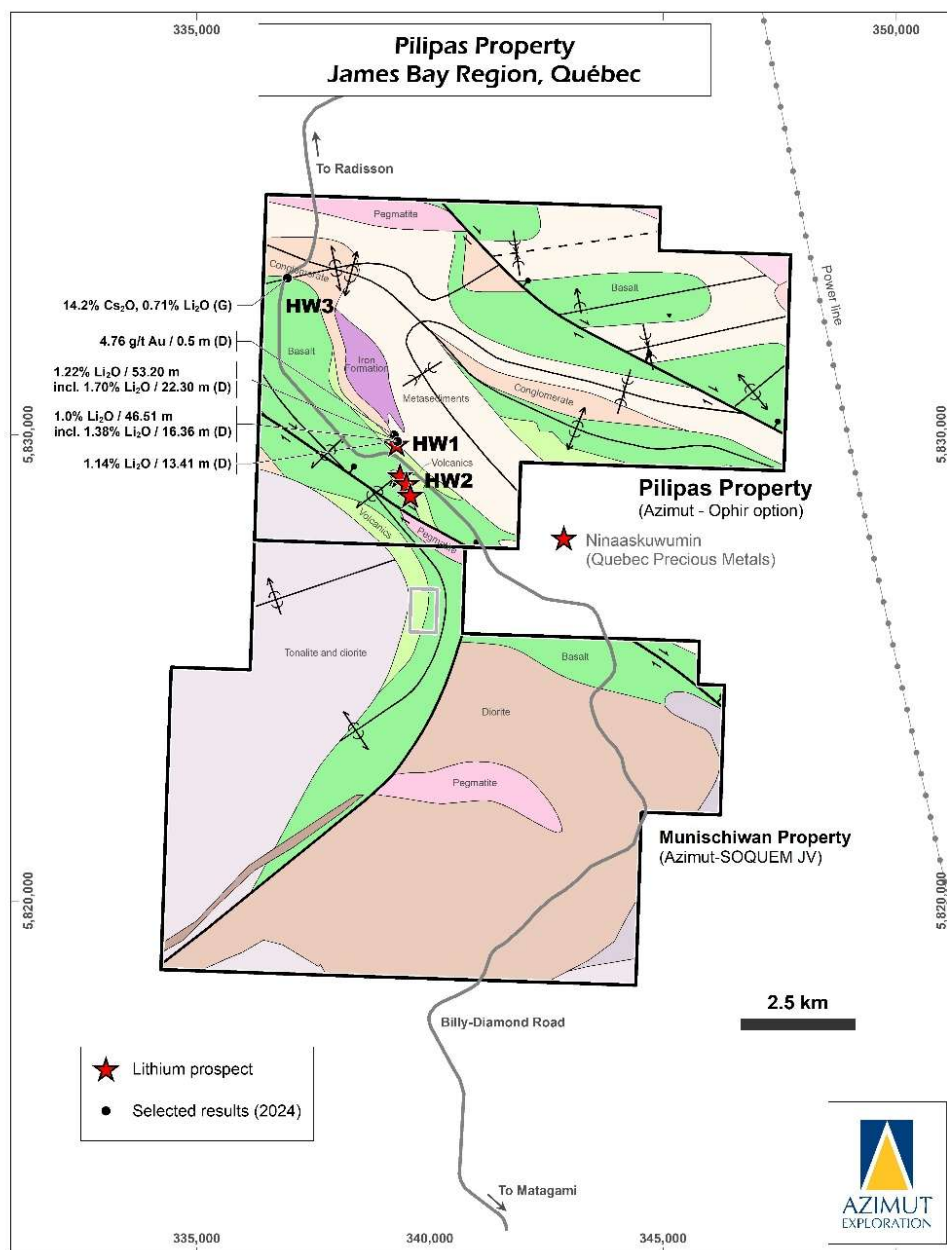 335,000
350,000
Pilipas Property
James Bay Region, Québec
To Radisson
Pegmatite
Power line
Conglomerate
Basalt
14.2% Cs₂O, 0.71% Li₂O (G)
HW3
4.76 g/t Au / 0.5 m (D)
Basalt
Iron
Formation
1.22% Li₂O / 53.20 m
incl. 1.70% Li₂O / 22.30 m (D)
Metasediments
Conglomerate
1.0% Li₂O / 46.51 m
incl. 1.38% Li₂O / 16.36 m (D)
5,830,000
5,830,000
HW1
1.14% Li₂O / 13.41 m (D)
Volcanics
HW2
Pilipas Property
(Azimut - Ophir option)
Volcanics
Pegmatite
Ninaaskuwumin
(Quebec Precious Metals)
Tonalite and diorite
Basalt
Diorite
Pegmatite
Munischiwan Property
(Azimut-SOQUEM JV)
5,820,000
5,820,000
2.5 km
Billy-Diamond Road
Lithium prospect
Selected results (2024)
To Matagami
AZIMUT
EXPLORATION
335,000
340,000
345,000